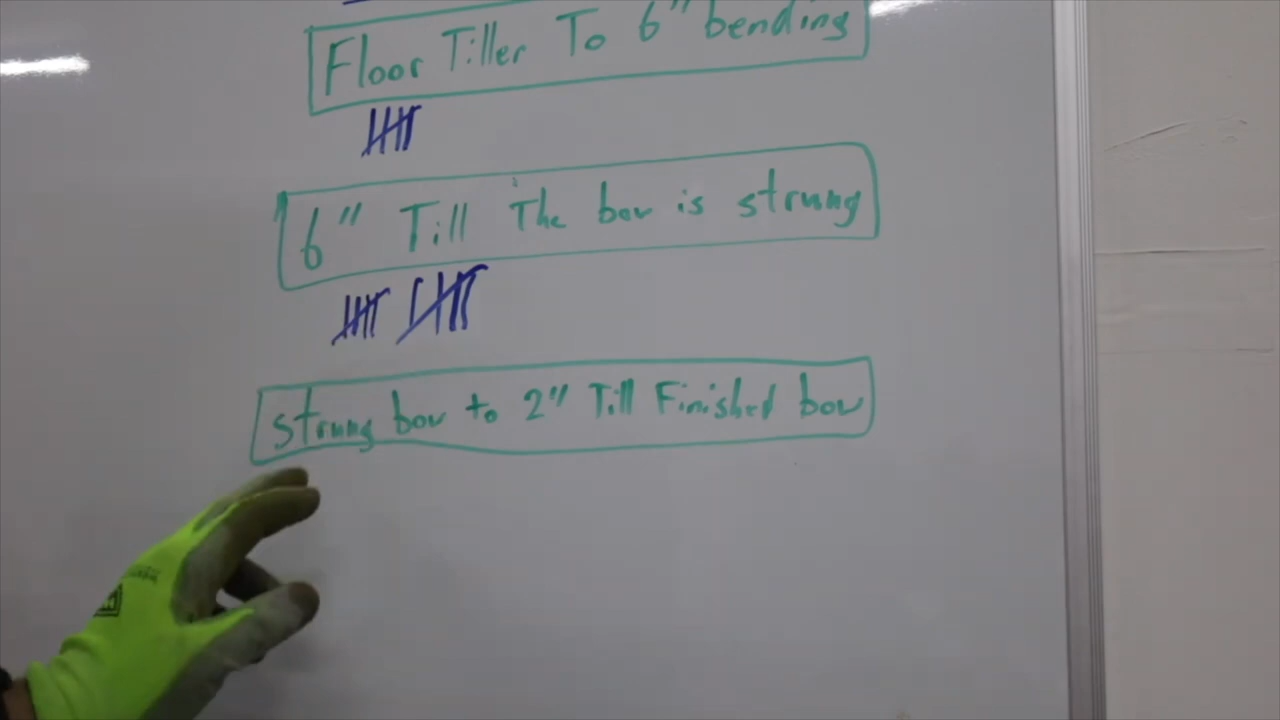 Floor Tiller To 6" bending
6" Till The bow is strung
strung bow to 2" Till Finished bow